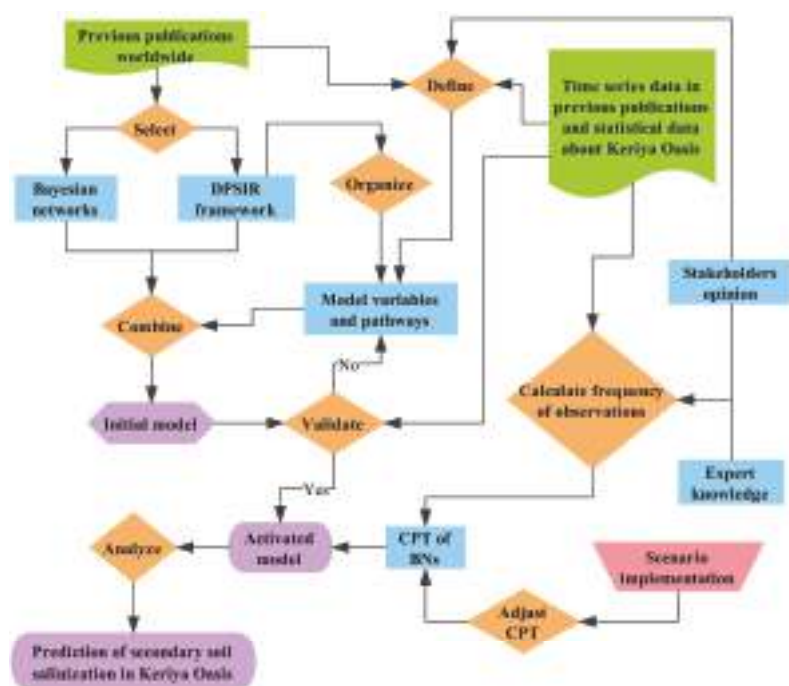 Previous publications
worldwide
Define
Time series data in
previous publications
and statistical data
about Keriya Oasis
Select
Bayesian
networks
DPSIR
framework
Organize
Stakeholders
opinion
Combine
Model variables
and pathways
No
Calculate frequency
of observations
Initial model
Validate
Yes
Expert
knowledge
Analyze
Activated
model
CPT of
BNs
Scenario
implementation
Adjust
CPT
Prediction of secondary soil
salinization in Keriya Oasis